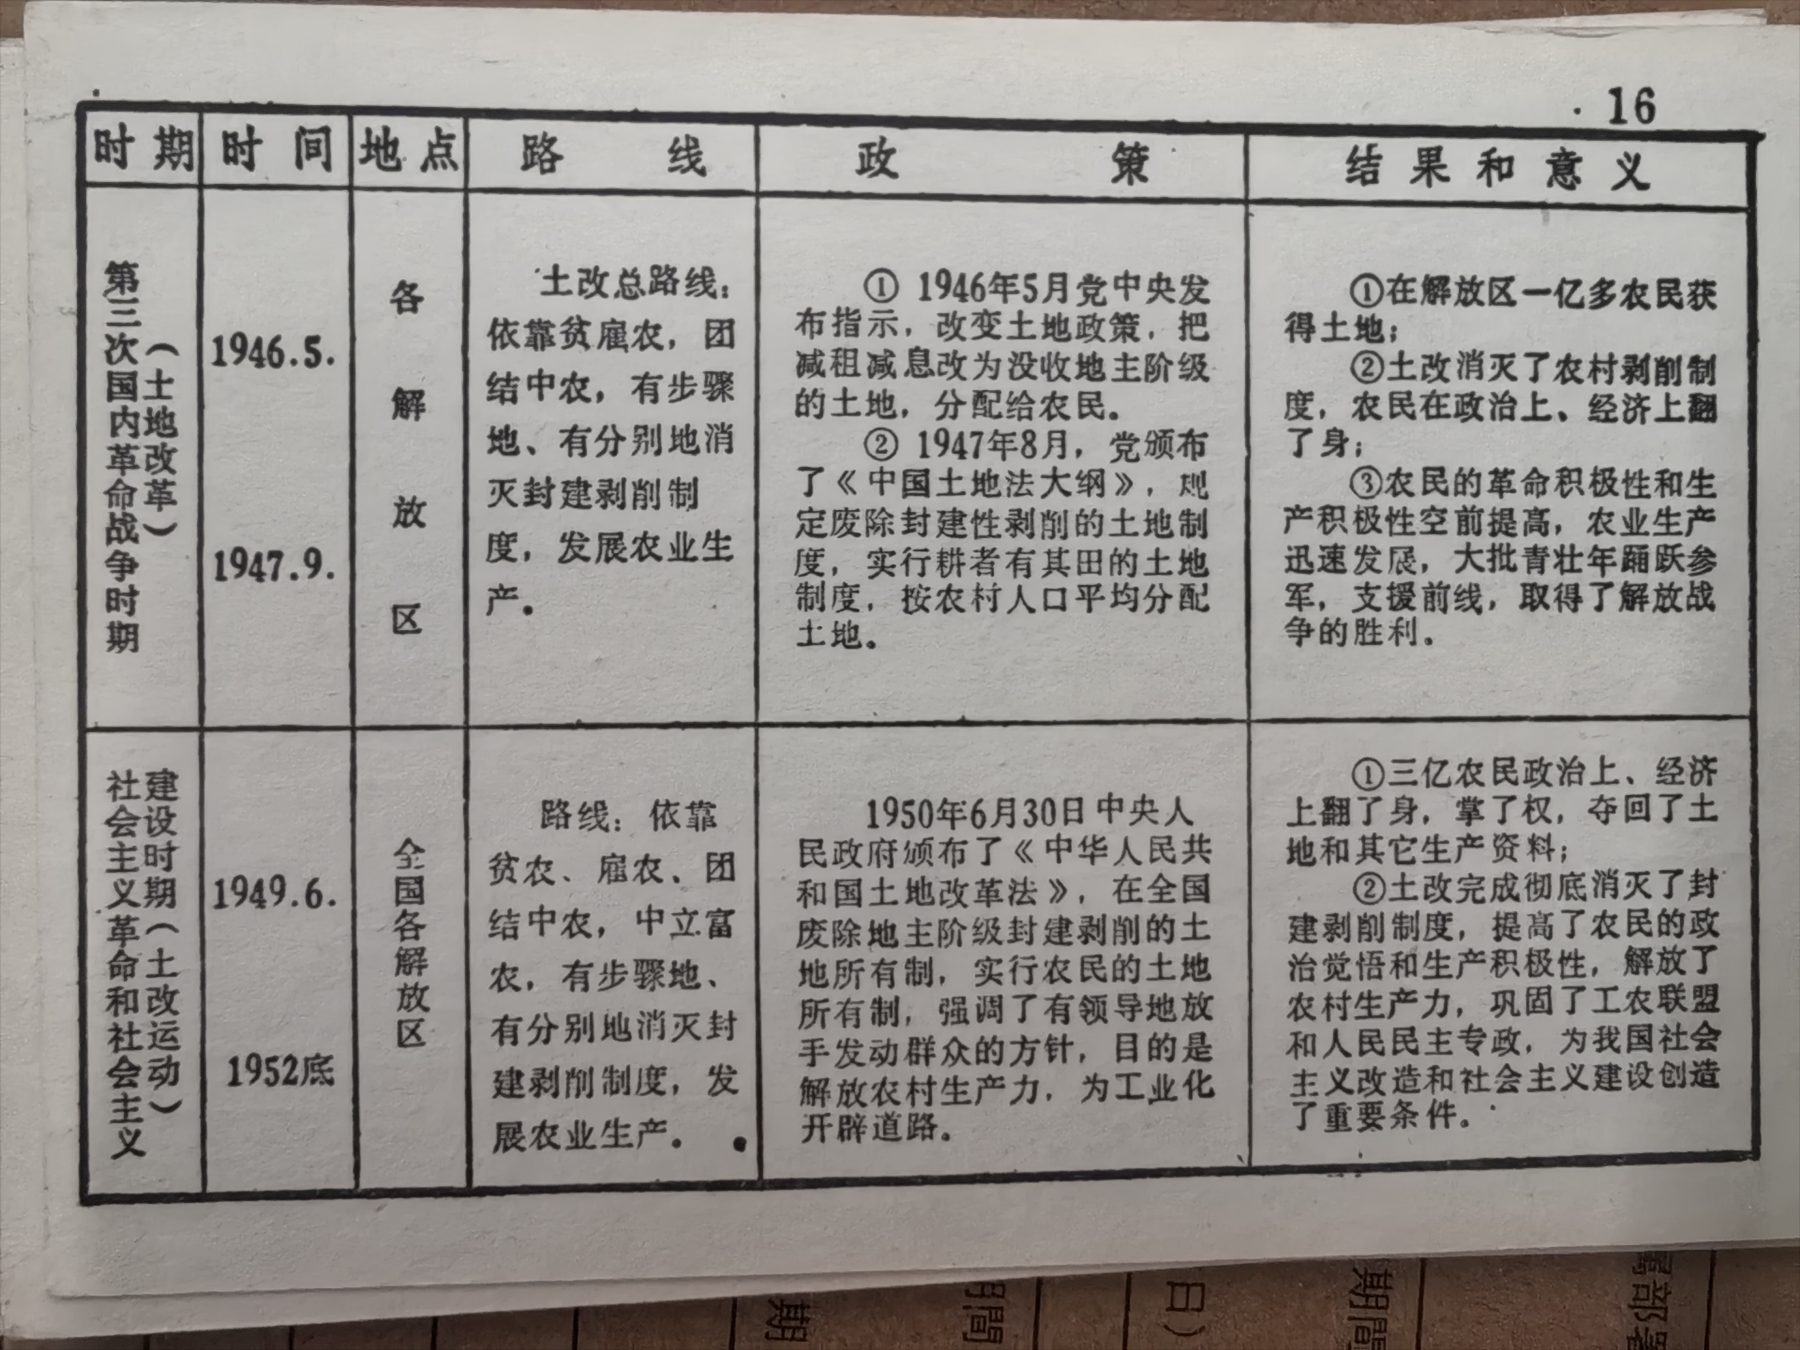 16
时期 时间 地点 路线 政策 结果和意义
第三次国内革命战争时期
（土地改革）
1946.5.
1947.9.
各解放区
土改总路线：
依靠贫雇农，团
结中农，有步骤
地、有分别地消
灭封建剥削制
度，发展农业生
产。
① 1946年5月党中央发
布指示，改变土地政策，把
减租减息改为没收地主阶级
的土地，分配给农民。
② 1947年8月，党颁布
了《中国土地法大纲》，规
定废除封建性剥削的土地制
度，实行耕者有其田的土地
制度，按农村人口平均分配
土地。
①在解放区一亿多农民获
得土地；
②土改消灭了农村剥削制
度，农民在政治上、经济上翻
了身；
③农民的革命积极性和生
产积极性空前提高，农业生产
迅速发展，大批青壮年踊跃参
军，支援前线，取得了解放战
争的胜利。
社会主义革命和社会主义
建设时期（土改运动）
1949.6.
1952底
全国各解放区
路线：依靠
贫农、雇农、团
结中农，中立富
农，有步骤地、
有分别地消灭封
建剥削制度，发
展农业生产。
1950年6月30日中央人
民政府颁布了《中华人民共
和国土地改革法》，在全国
废除地主阶级封建剥削的土
地所有制，实行农民的土地
所有制，强调了有领导地放
手发动群众的方针，目的是
解放农村生产力，为工业化
开辟道路。
①三亿农民政治上、经济
上翻了身，掌了权，夺回了土
地和其它生产资料；
②土改完成彻底消灭了封
建剥削制度，提高了农民的政
治觉悟和生产积极性，解放了
农村生产力，巩固了工农联盟
和人民民主专政，为我国社会
主义改造和社会主义建设创造
了重要条件。
期
期間
日）
期間
部署